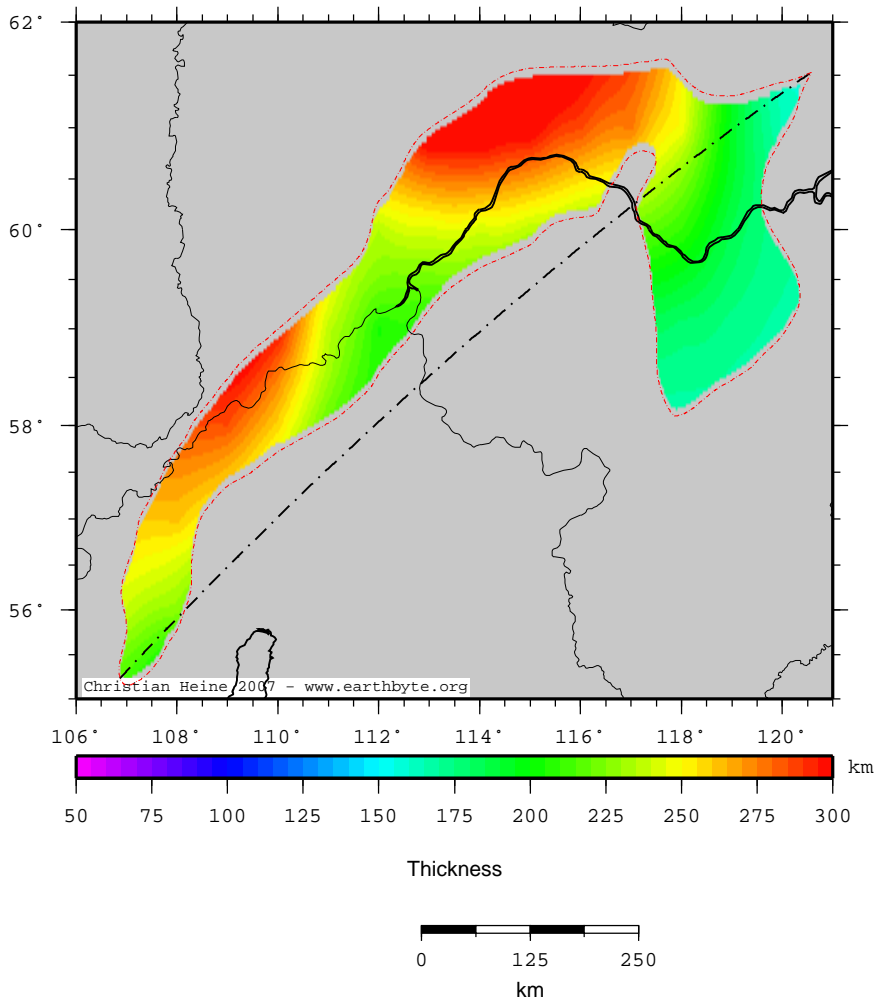 62˚
60˚
58˚
56˚
Christian Heine 2007 - www.earthbyte.org
106˚ 108˚ 110˚ 112˚ 114˚ 116˚ 118˚ 120˚
km
50 75 100 125 150 175 200 225 250 275 300
Thickness
0 125 250
km